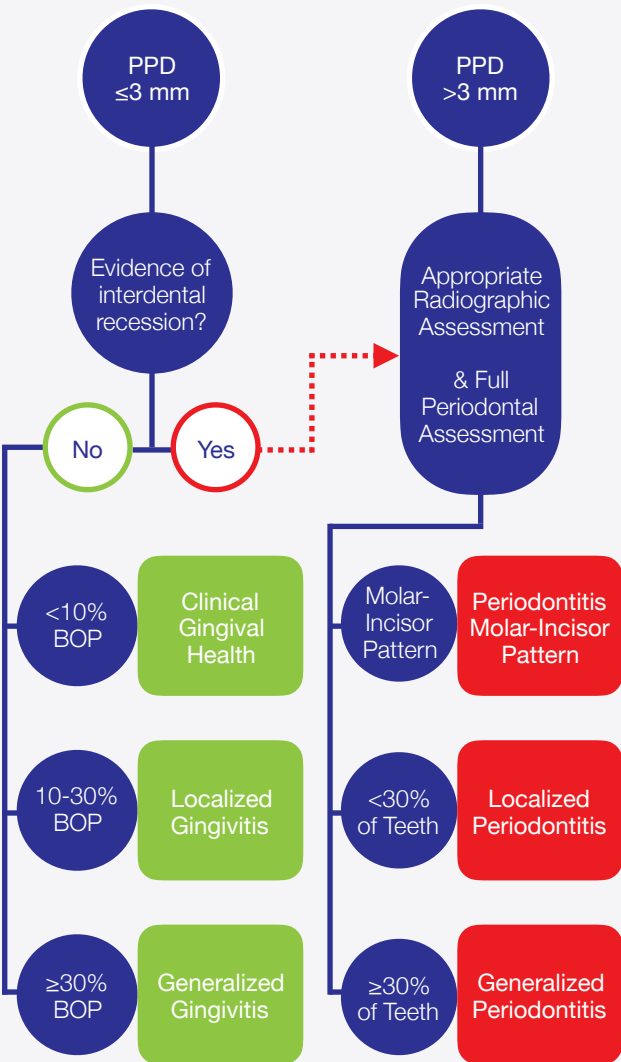 PPD
≤3 mm
PPD
>3 mm
Evidence of
interdental
recession?
Appropriate
Radiographic
Assessment
& Full
Periodontal
Assessment
No
Yes
<10%
BOP
Clinical
Gingival
Health
Molar-
Incisor
Pattern
Periodontitis
Molar-Incisor
Pattern
10-30%
BOP
Localized
Gingivitis
<30%
of Teeth
Localized
Periodontitis
≥30%
BOP
Generalized
Gingivitis
≥30%
of Teeth
Generalized
Periodontitis